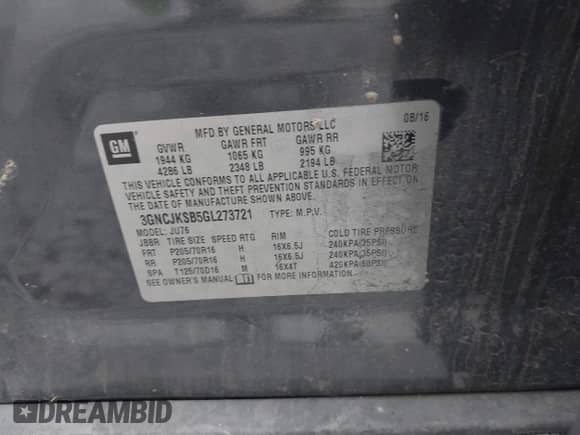 GM
MFD BY GENERAL MOTORS LLC
08/16
GVWR GAWR FRT GAWR RR
1944 KG 1065 KG 995 KG
4286 LB 2348 LB 2194 LB
THIS VEHICLE CONFORMS TO ALL APPLICABLE U.S. FEDERAL MOTOR
VEHICLE SAFETY AND THEFT PREVENTION STANDARDS IN EFFECT ON
THE DATE OF MANUFACTURE SHOWN ABOVE.
3GNCJKSB5GL273721 TYPE: M.P.V.
MODEL: JU76
JBBR TIRE SIZE SPEED RTG RIM COLD TIRE PRESSURE
FRT P205/70R16 H 16X6.5J 240KPA(35PSI)
RR P205/70R16 H 16X6.5J 240KPA(35PSI)
SPA T125/70D16 M 16X4T 420KPA(60PSI)
SEE OWNER'S MANUAL FOR MORE INFORMATION.
DREAMBID